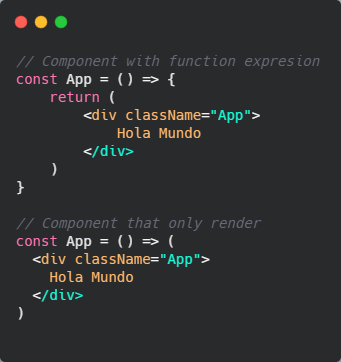 // Component with function expresion
const App = () => {
    return (
        <div className="App">
            Hola Mundo
        </div>
    )
}

// Component that only render
const App = () => (
  <div className="App">
    Hola Mundo
  </div>
)